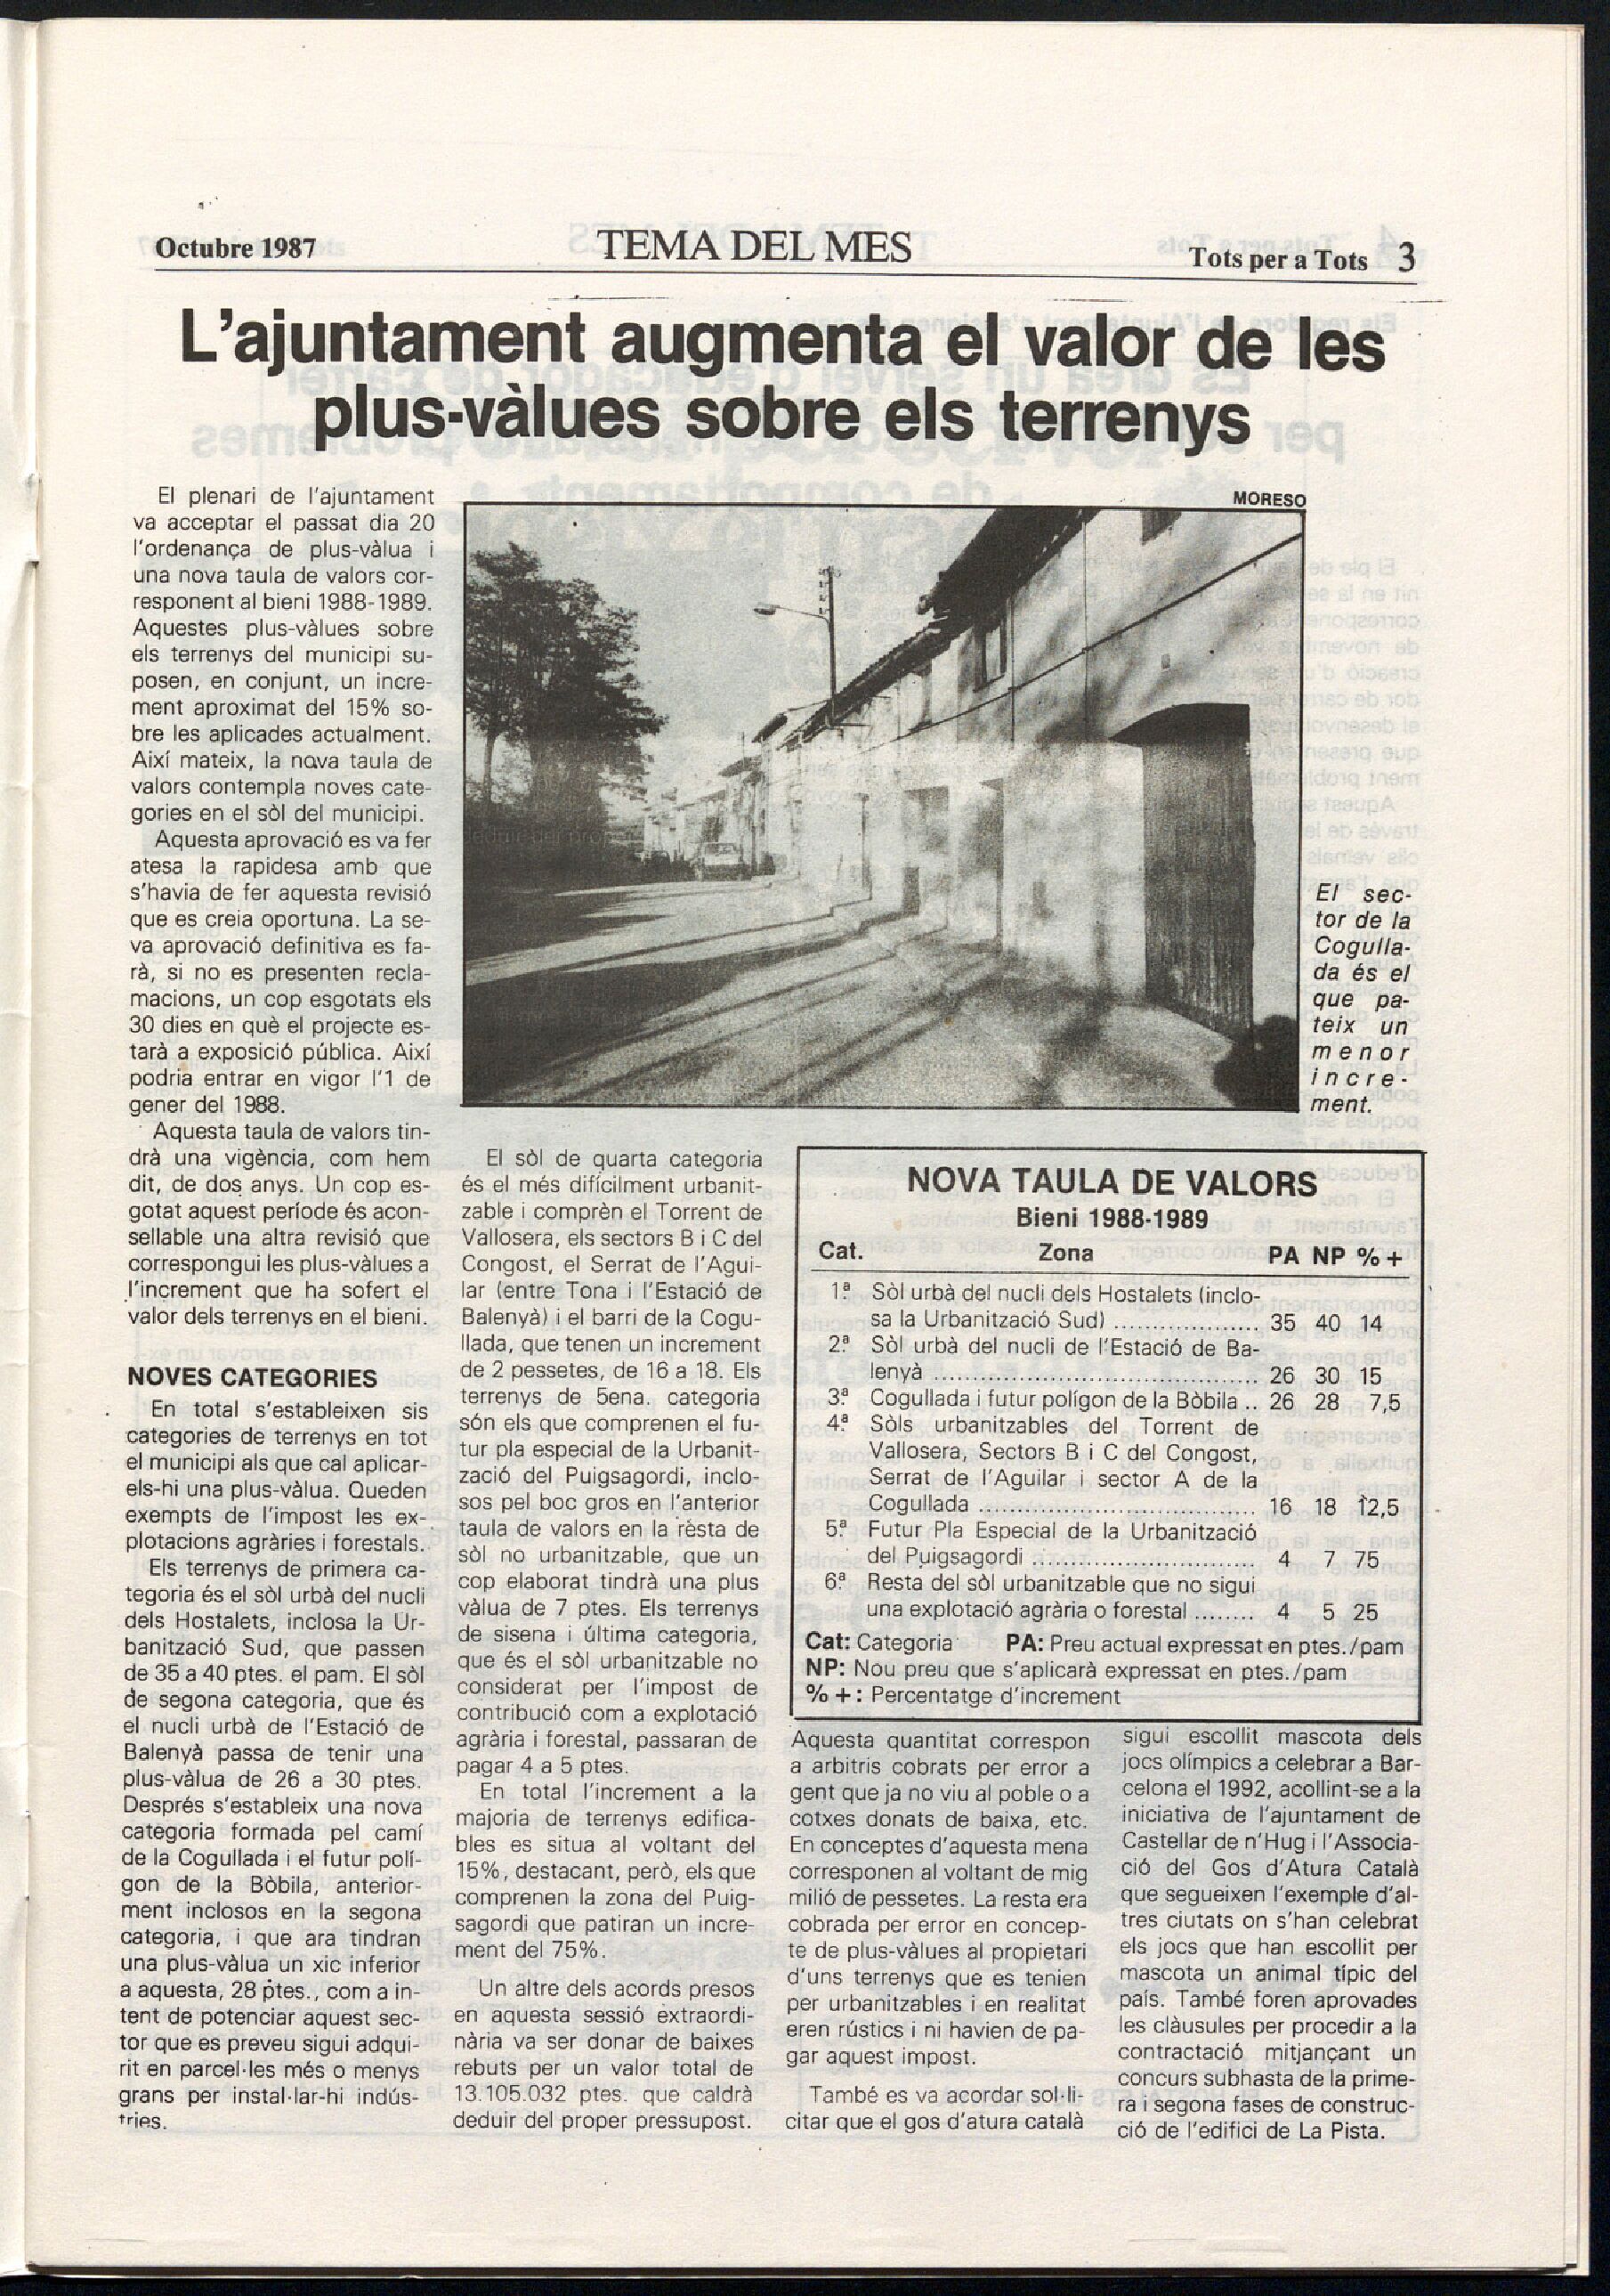 Octubre 1987
TEMA DEL MES
Tots per a Tots 3
L'ajuntament augmenta el valor de les
plus-vàlues sobre els terrenys
El plenari de l'ajuntament
va acceptar el passat dia 20
l'ordenança de plus-vàlua i
una nova taula de valors cor-
responent al bieni 1988-1989.
Aquestes plus-vàlues sobre
els terrenys del municipi su-
posen, en conjunt, un incre-
ment aproximat del 15% so-
bre les aplicades actualment.
Així mateix, la nova taula de
valors contempla noves cate-
gories en el sòl del municipi.
Aquesta aprovació es va fer
atesa la rapidesa amb que
s'havia de fer aquesta revisió
que es creia oportuna. La se-
va aprovació definitiva es fa-
rà, si no es presenten recla-
macions, un cop esgotats els
30 dies en què el projecte es-
tarà a exposició pública. Així
podria entrar en vigor l'1 de
gener del 1988.
Aquesta taula de valors tin-
drà una vigència, com hem
dit, de dos anys. Un cop es-
gotat aquest període és acon-
sellable una altra revisió que
correspongui les plus-vàlues a
l'increment que ha sofert el
valor dels terrenys en el bieni.
NOVES CATEGORIES
En total s'estableixen sis
categories de terrenys en tot
el municipi als que cal aplicar-
els-hi una plus-vàlua. Queden
exempts de l'impost les ex-
plotacions agràries i forestals.
Els terrenys de primera ca-
tegoria és el sòl urbà del nucli
dels Hostalets, inclosa la Ur-
banització Sud, que passen
de 35 a 40 ptes. el pam. El sòl
de segona categoria, que és
el nucli urbà de l'Estació de
Balenyà passa de tenir una
plus-vàlua de 26 a 30 ptes.
Després s'estableix una nova
categoria formada pel camí
de la Cogullada i el futur polí-
gon de la Bòbila, anterior-
ment inclosos en la segona
categoria, i que ara tindran
una plus-vàlua un xic inferior
a aquesta, 28 ptes., com a in-
tent de potenciar aquest sec-
tor que es preveu sigui adqui-
rit en parcel·les més o menys
grans per instal·lar-hi indús-
tries.
MORESO
El sec-
tor de la
Cogulla-
da és el
que pa-
teix un
menor
incre-
ment.
El sòl de quarta categoria
és el més difícilment urbanit-
zable i comprèn el Torrent de
Vallosera, els sectors B i C del
Congost, el Serrat de l'Agui-
lar (entre Tona i l'Estació de
Balenyà) i el barri de la Cogu-
llada, que tenen un increment
de 2 pessetes, de 16 a 18. Els
terrenys de 5ena. categoria
són els que comprenen el fu-
tur pla especial de la Urbanit-
zació del Puigsagordi, inclo-
sos pel boc gros en l'anterior
taula de valors en la rèsta de
sòl no urbanitzable, que un
cop elaborat tindrà una plus
vàlua de 7 ptes. Els terrenys
de sisena i última categoria,
que és el sòl urbanitzable no
considerat per l'impost de
contribució com a explotació
agrària i forestal, passaran de
pagar 4 a 5 ptes.
En total l'increment a la
majoria de terrenys edifica-
bles es situa al voltant del
15%, destacant, però, els que
comprenen la zona del Puig-
sagordi que patiran un incre-
ment del 75%.
Un altre dels acords presos
en aquesta sessió extraordi-
nària va ser donar de baixes
rebuts per un valor total de
13.105.032 ptes. que caldrà
deduir del proper pressupost.
NOVA TAULA DE VALORS
Bieni 1988-1989
Cat. Zona PA NP % +
1.ª Sòl urbà del nucli dels Hostalets (inclo-
sa la Urbanització Sud) .................. 35 40 14
2.ª Sòl urbà del nucli de l'Estació de Ba-
lenyà ........................................ 26 30 15
3.ª Cogullada i futur polígon de la Bòbila .. 26 28 7,5
4.ª Sòls urbanitzables del Torrent de
Vallosera, Sectors B i C del Congost,
Serrat de l'Aguilar i sector A de la
Cogullada .................................. 16 18 12,5
5.ª Futur Pla Especial de la Urbanització
del Puigsagordi ........................... 4 7 75
6.ª Resta del sòl urbanitzable que no sigui
una explotació agrària o forestal ........ 4 5 25
Cat: Categoria PA: Preu actual expressat en ptes./pam
NP: Nou preu que s'aplicarà expressat en ptes./pam
% +: Percentatge d'increment
Aquesta quantitat correspon
a arbitris cobrats per error a
gent que ja no viu al poble o a
cotxes donats de baixa, etc.
En conceptes d'aquesta mena
corresponen al voltant de mig
milió de pessetes. La resta era
cobrada per error en concep-
te de plus-vàlues al propietari
d'uns terrenys que es tenien
per urbanitzables i en realitat
eren rústics i ni havien de pa-
gar aquest impost.
També es va acordar sol·li-
citar que el gos d'atura català
sigui escollit mascota dels
jocs olímpics a celebrar a Bar-
celona el 1992, acollint-se a la
iniciativa de l'ajuntament de
Castellar de n'Hug i l'Associa-
ció del Gos d'Atura Català
que segueixen l'exemple d'al-
tres ciutats on s'han celebrat
els jocs que han escollit per
mascota un animal típic del
país. També foren aprovades
les clàusules per procedir a la
contractació mitjançant un
concurs subhasta de la prime-
ra i segona fases de construc-
ció de l'edifici de La Pista.